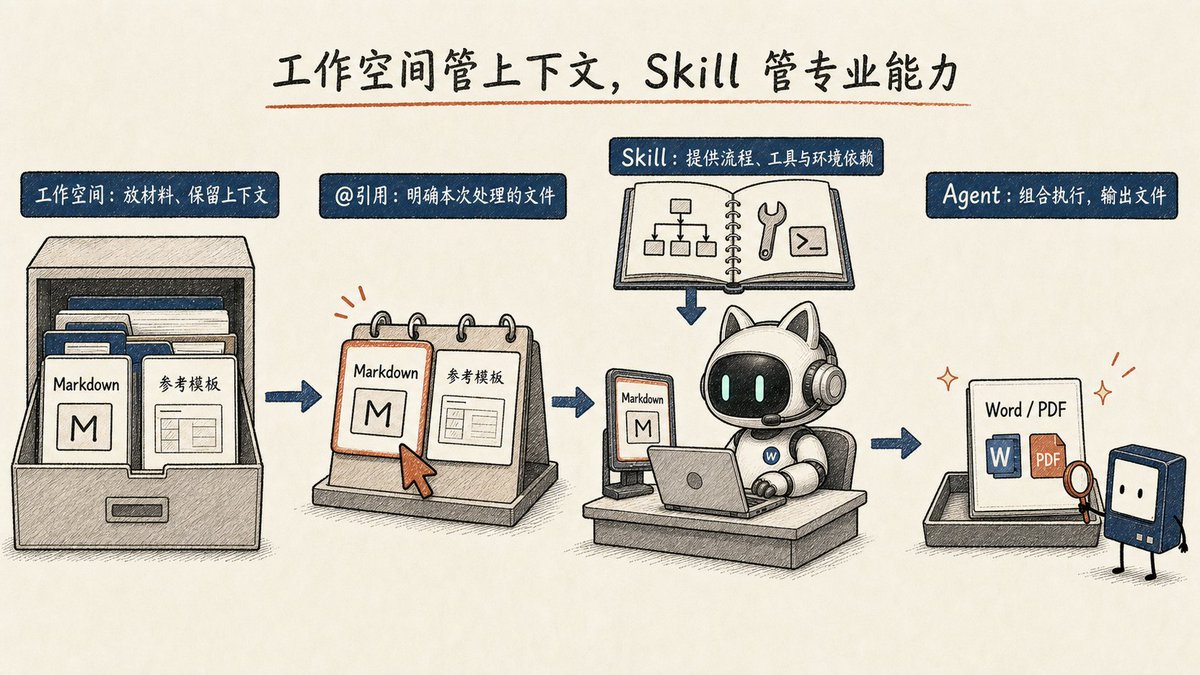 工作空间管上下文，Skill 管专业能力
工作空间：放材料、保留上下文
@引用：明确本次处理的文件
Skill：提供流程、工具与环境依赖
Agent：组合执行，输出文件
Markdown
M
参考模板
Markdown
M
参考模板
>_
Markdown
M
W
Word / PDF
W
PDF